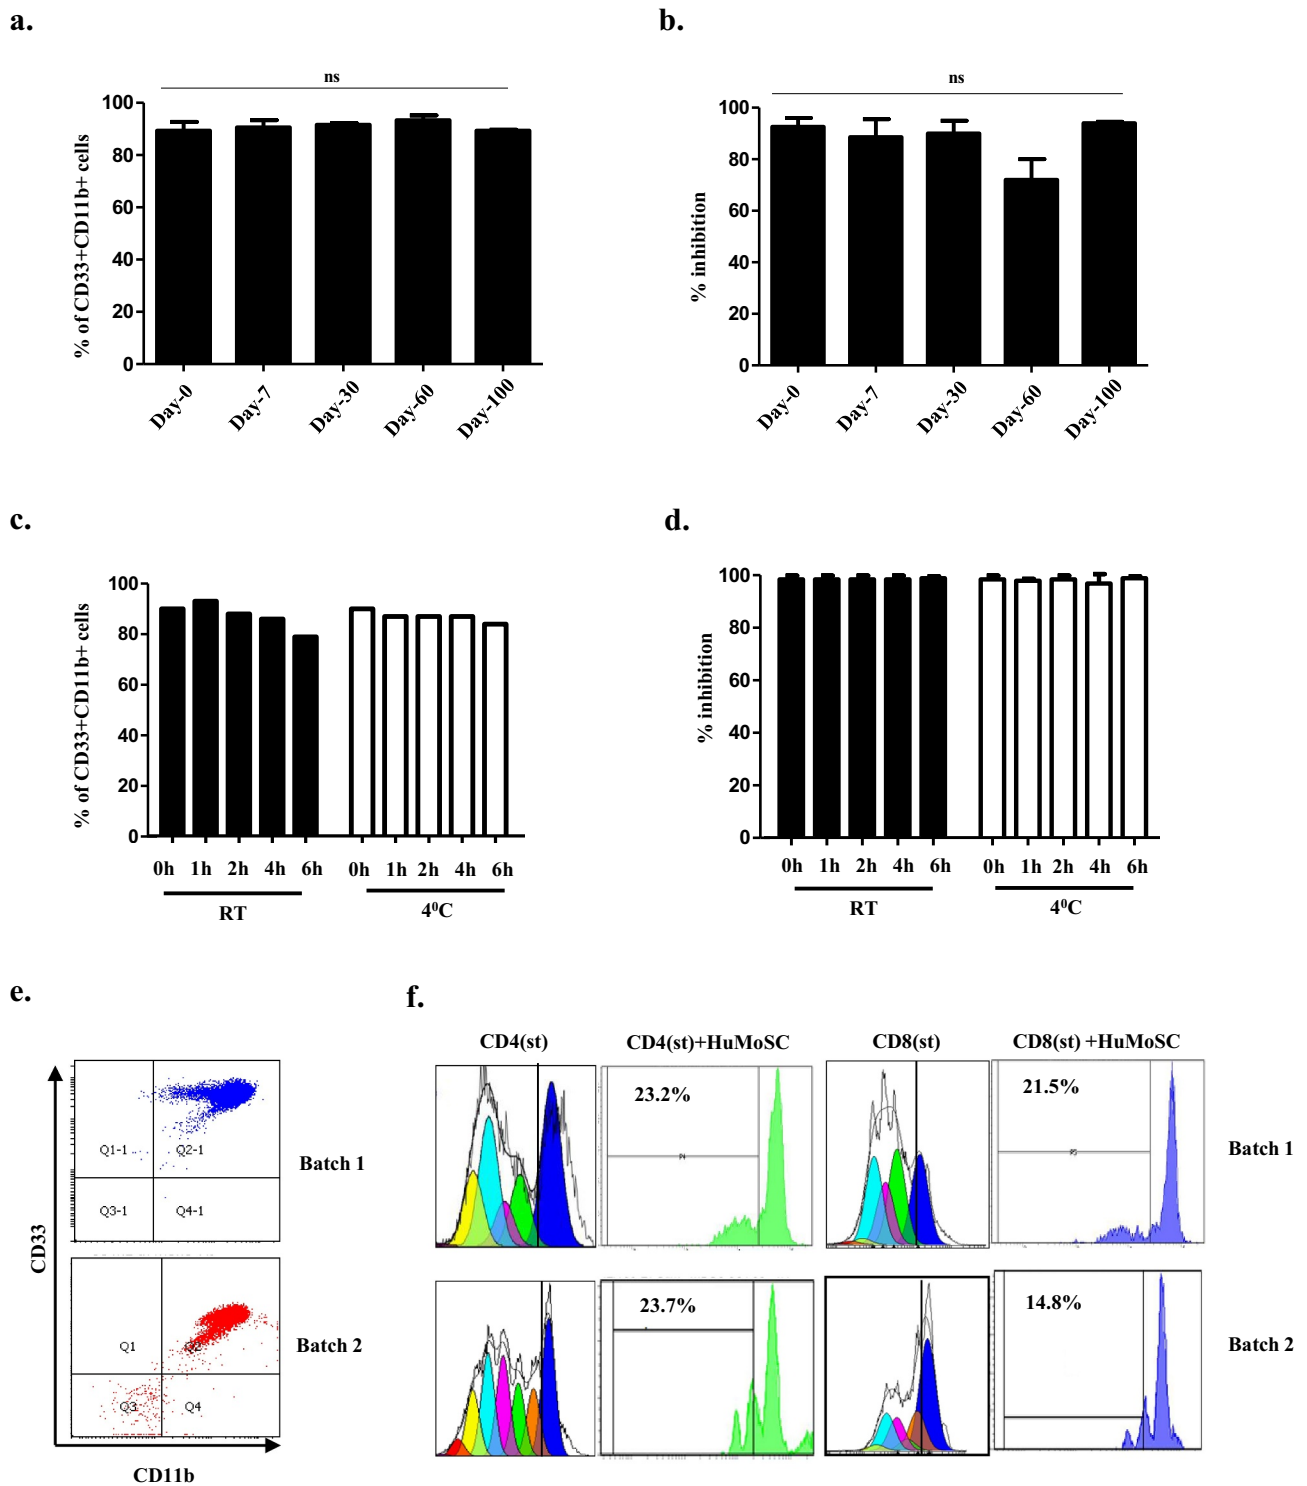 a.
ns
100
80
60
40
20
0
% of CD33+CD11b+ cells
Day-0
Day-7
Day-30
Day-60
Day-100
b.
ns
100
80
60
40
20
0
% inhibition
Day-0
Day-7
Day-30
Day-60
Day-100
c.
100
80
60
40
20
0
% of CD33+CD11b+ cells
0h 1h 2h 4h 6h 0h 1h 2h 4h 6h
RT 4⁰C
d.
100
80
60
40
20
0
% inhibition
0h 1h 2h 4h 6h 0h 1h 2h 4h 6h
RT 4⁰C
e.
CD33
Q1-1 Q2-1
Q3-1 Q4-1
Batch 1
Q1
Q3 Q4
Batch 2
CD11b
f.
CD4(st) CD4(st)+HuMoSC CD8(st) CD8(st) +HuMoSC
23.2% 21.5%
Batch 1
23.7% 14.8%
Batch 2